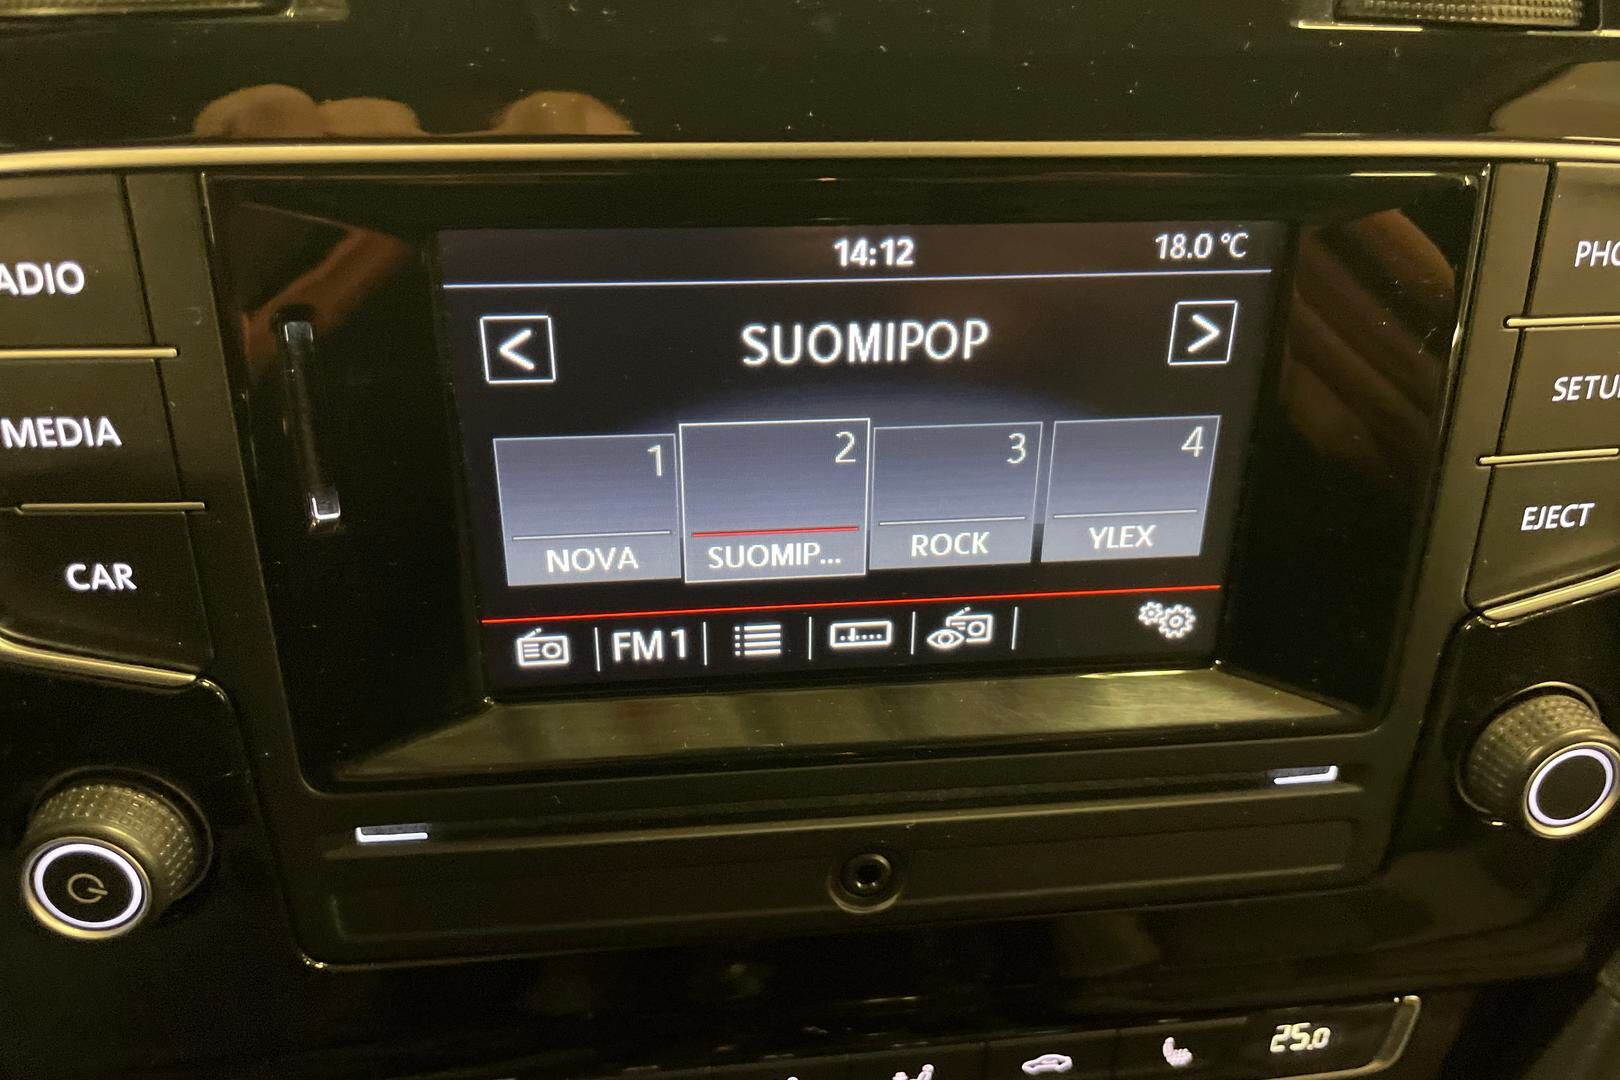 14:12 18.0 °C
SUOMIPOP
< >
1 2 3 4
NOVA SUOMIP... ROCK YLEX
FM 1
ADIO
MEDIA
CAR
PHO
SETU
EJECT
25.0